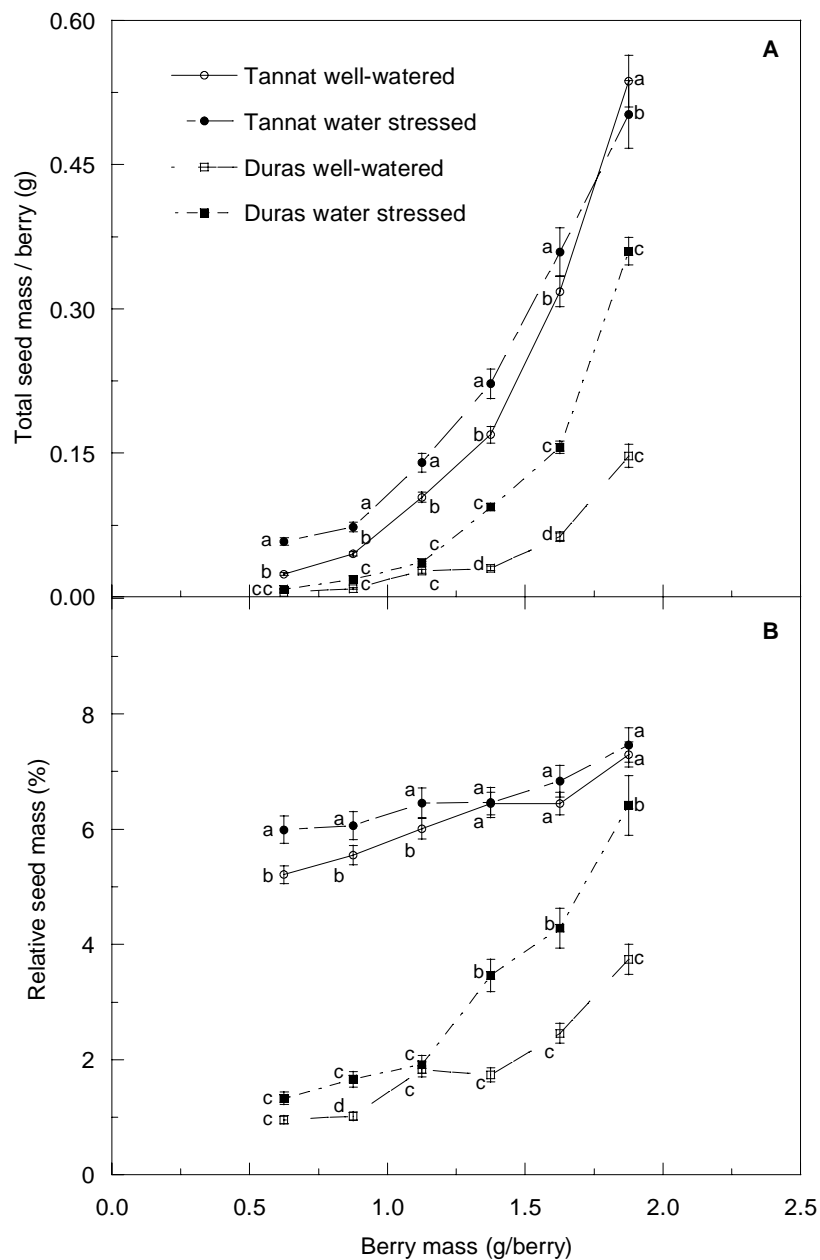 0.60
A
Tannat well-watered
Tannat water stressed
Duras well-watered
Duras water stressed
0.45
0.30
0.15
0.00
Total seed mass / berry (g)
a
b
a
b
c
a
b
c
c
a
a
c
d
a
b
b
c
d
a
b
c
c
cc
c
c
B
8
6
4
2
0
Relative seed mass (%)
a
a
a
a
a
b
a
a
a
a
b
b
b
b
b
c
c
c
c
c
c
c
c
d
0.0
0.5
1.0
1.5
2.0
2.5
Berry mass (g/berry)